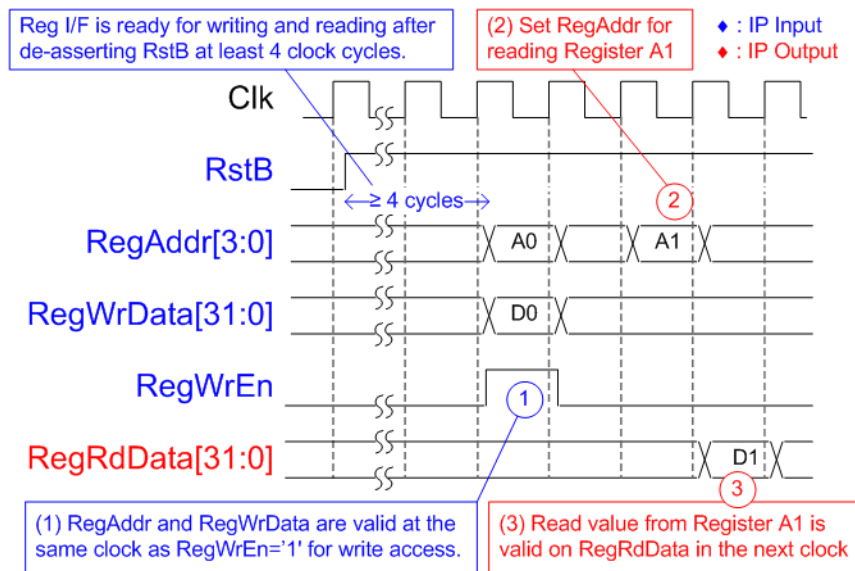 Reg I/F is ready for writing and reading after
de-asserting RstB at least 4 clock cycles.
(2) Set RegAddr for
reading Register A1
♦ : IP Input
♦ : IP Output
Clk
RstB
≥ 4 cycles
2
RegAddr[3:0]
A0
A1
RegWrData[31:0]
D0
RegWrEn
1
RegRdData[31:0]
D1
3
(1) RegAddr and RegWrData are valid at the
same clock as RegWrEn='1' for write access.
(3) Read value from Register A1 is
valid on RegRdData in the next clock